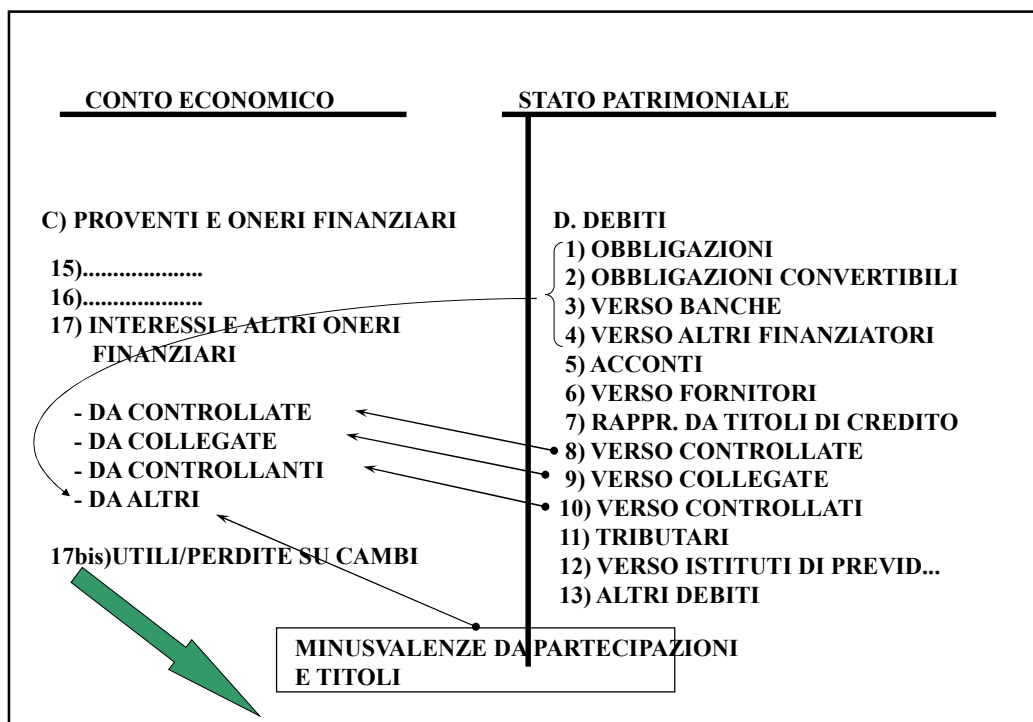 CONTO ECONOMICO
C) PROVENTI E ONERI FINANZIARI
15)....................
16)....................
17) INTERESSI E ALTRI ONERI
FINANZIARI
- DA CONTROLLATE
- DA COLLEGATE
- DA CONTROLLANTI
- DA ALTRI
17bis)UTILI/PERDITE SU CAMBI
STATO PATRIMONIALE
D. DEBITI
1) OBBLIGAZIONI
2) OBBLIGAZIONI CONVERTIBILI
3) VERSO BANCHE
4) VERSO ALTRI FINANZIATORI
5) ACCONTI
6) VERSO FORNITORI
7) RAPPR. DA TITOLI DI CREDITO
8) VERSO CONTROLLATE
9) VERSO COLLEGATE
10) VERSO CONTROLLATI
11) TRIBUTARI
12) VERSO ISTITUTI DI PREVID...
13) ALTRI DEBITI
MINUSVALENZE DA PARTECIPAZIONI
E TITOLI